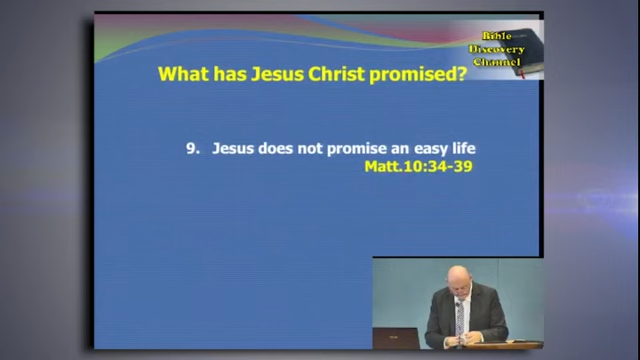 Bible
Discovery
Channel
What has Jesus Christ promised?
9. Jesus does not promise an easy life
Matt.10:34-39